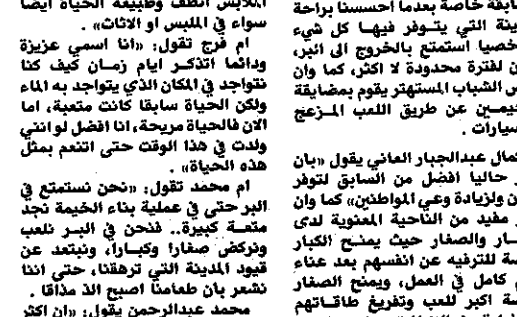 سابقة خاصة بعدما احسسنا براحة
ينة التي يتوفر فيها كل شيء
خصيا استمتع بالخروج الى البر،
ن لفترة محدودة لا اكثر، كما وان
ض الشباب المستهتر يقوم بمضايقة
خيمين عن طريق اللعب المزعج
سيارات .
كمال عبدالجبار العاني يقول «بان
ر حاليا افضل من السابق لتوفر
ن ولزيادة وعي المواطنين» كما وان
ر مفيد من الناحية المعنوية لدى
ـار والصغار حيث يمنح الكبار
صة للترفيه عن انفسهم بعد عناء
م كامل في العمل، ويمنح الصغار
صة اكبر للعب وتفريغ طاقاتهم
الملابس انظف وطبيعة الحياة ايضا
سواء في الملبس او الاثاث» .
ام فرج تقول: «انا اسمي عزيزة
ودائما اتذكر ايام زمان كيف كنا
نتواجد في المكان الذي يتواجد به الماء
ولكن الحياة سابقا كانت متعبة، اما
الان فالحياة مريحة، انا افضل لو انني
ولدت في هذا الوقت حتى اتنعم بمثل
هذه الحياة» .
ام محمد تقول: «نحن نستمتع في
البر حتى في عملية بناء الخيمة نجد
متعة كبيرة.. فنحن في البر نلعب
ونركض صغارا وكبارا، ونبتعد عن
قيود المدينة التي ترهقنا، حتى اننا
نشعر بان طعامنا اصبح الذ مذاقا .
محمد عبدالرحمن يقول: «ان اكثر